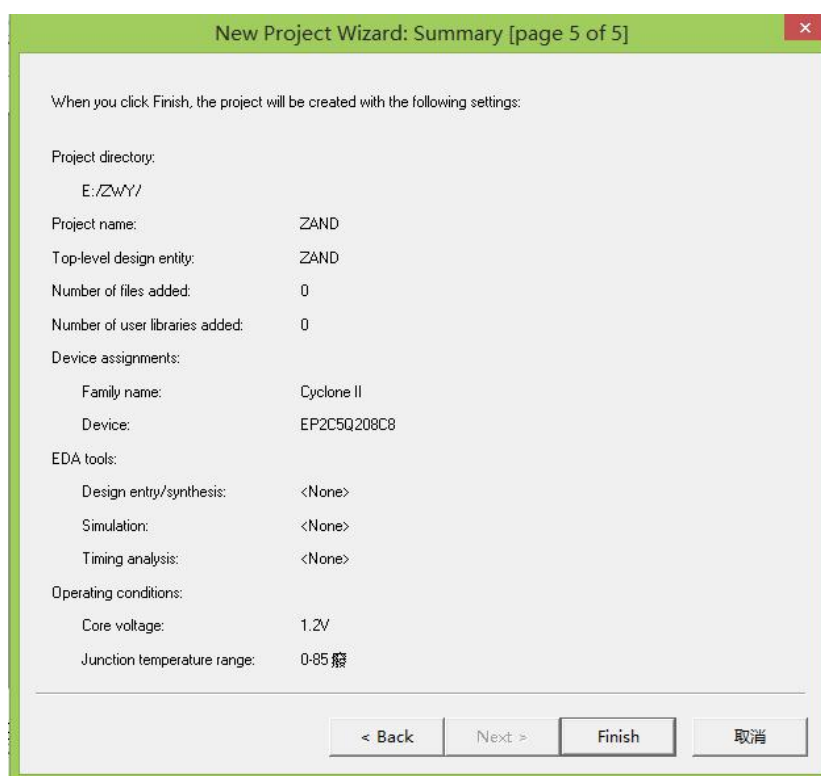 New Project Wizard: Summary [page 5 of 5]
When you click Finish, the project will be created with the following settings:
Project directory:
E:/ZWY/
Project name: ZAND
Top-level design entity: ZAND
Number of files added: 0
Number of user libraries added: 0
Device assignments:
Family name: Cyclone II
Device: EP2C5Q208C8
EDA tools:
Design entry/synthesis: <None>
Simulation: <None>
Timing analysis: <None>
Operating conditions:
Core voltage: 1.2V
Junction temperature range: 0-85 癈
< Back Next > Finish 取消